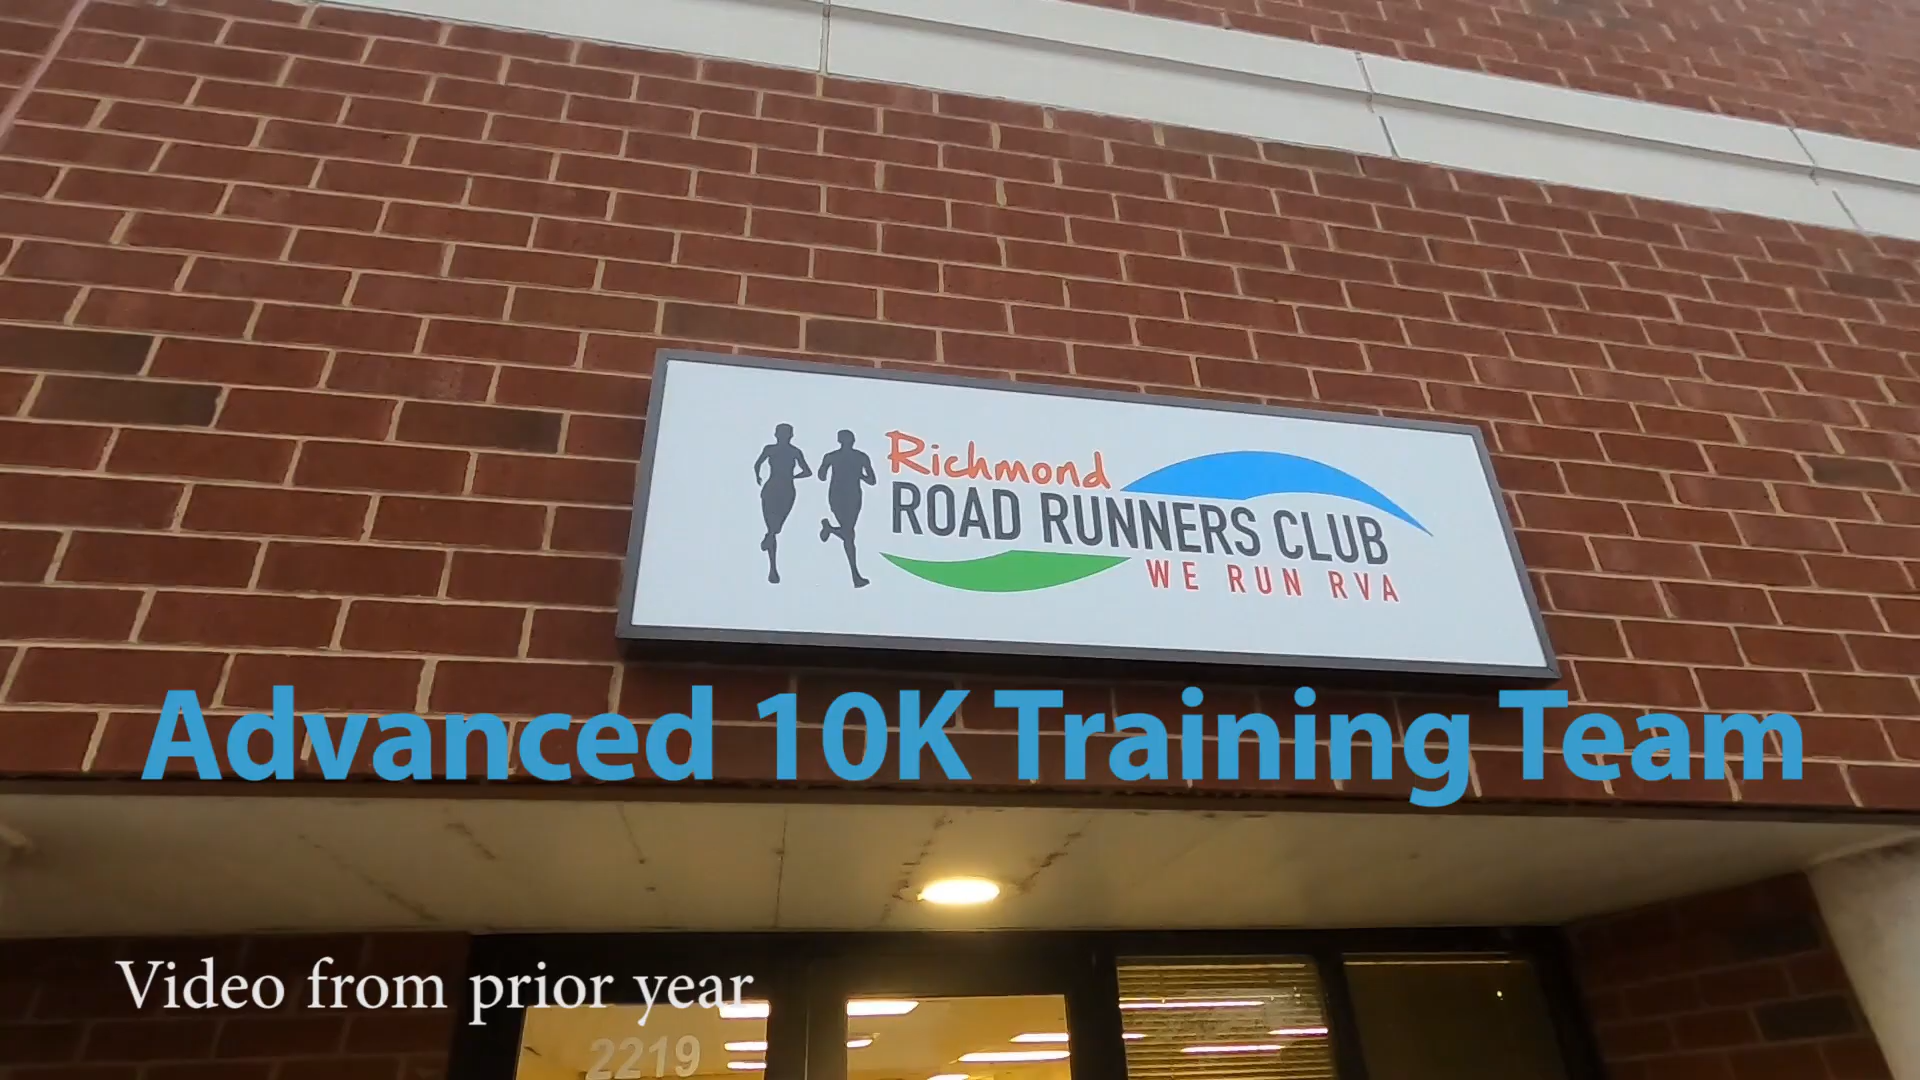 Richmond
ROAD RUNNERS CLUB
WE RUN RVA
Advanced 10K Training Team
Video from prior year
2219